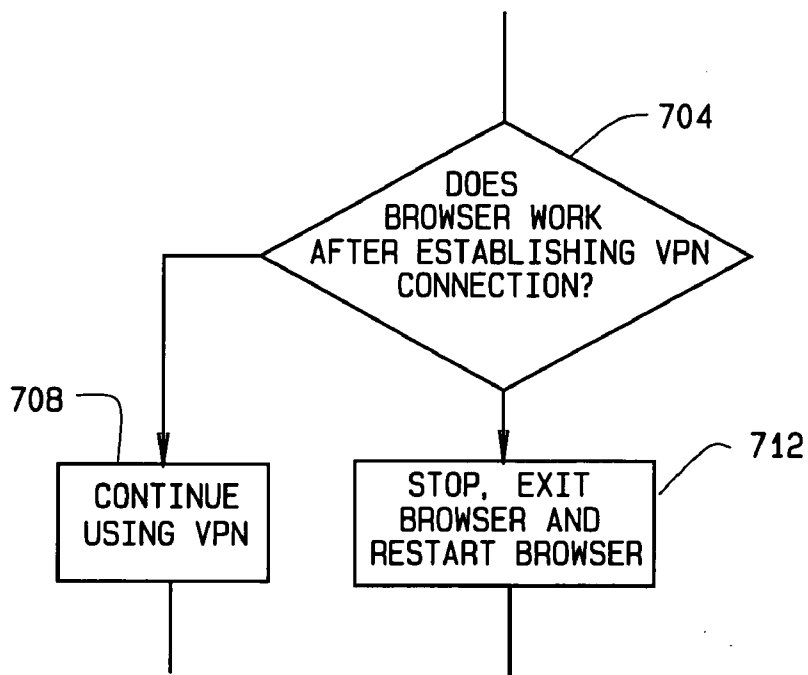 704
DOES
BROWSER WORK
AFTER ESTABLISHING VPN
CONNECTION?
708
CONTINUE
USING VPN
712
STOP, EXIT
BROWSER AND
RESTART BROWSER